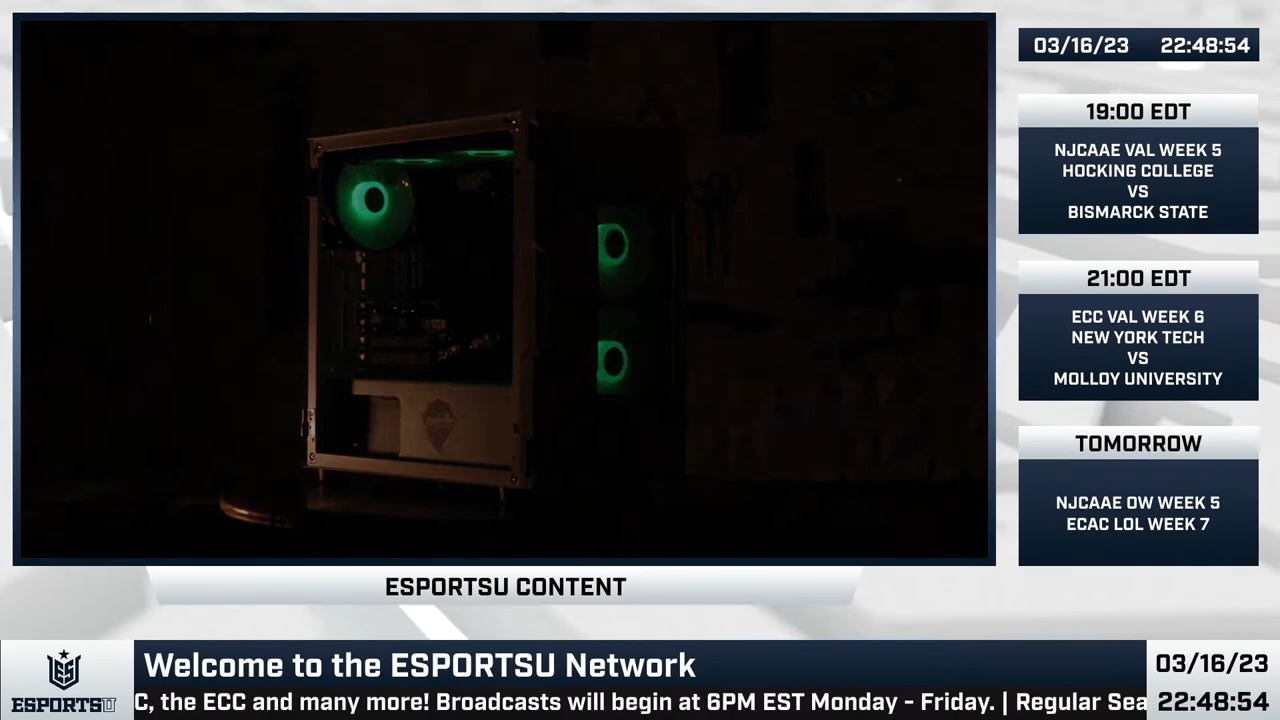 03/16/23 22:48:54
19:00 EDT
NJCAAE VAL WEEK 5
HOCKING COLLEGE
VS
BISMARCK STATE
21:00 EDT
ECC VAL WEEK 6
NEW YORK TECH
VS
MOLLOY UNIVERSITY
TOMORROW
NJCAAE OW WEEK 5
ECAC LOL WEEK 7
ESPORTSU CONTENT
ESPORTSU
Welcome to the ESPORTSU Network
C, the ECC and many more! Broadcasts will begin at 6PM EST Monday - Friday. | Regular Sea
03/16/23
22:48:54